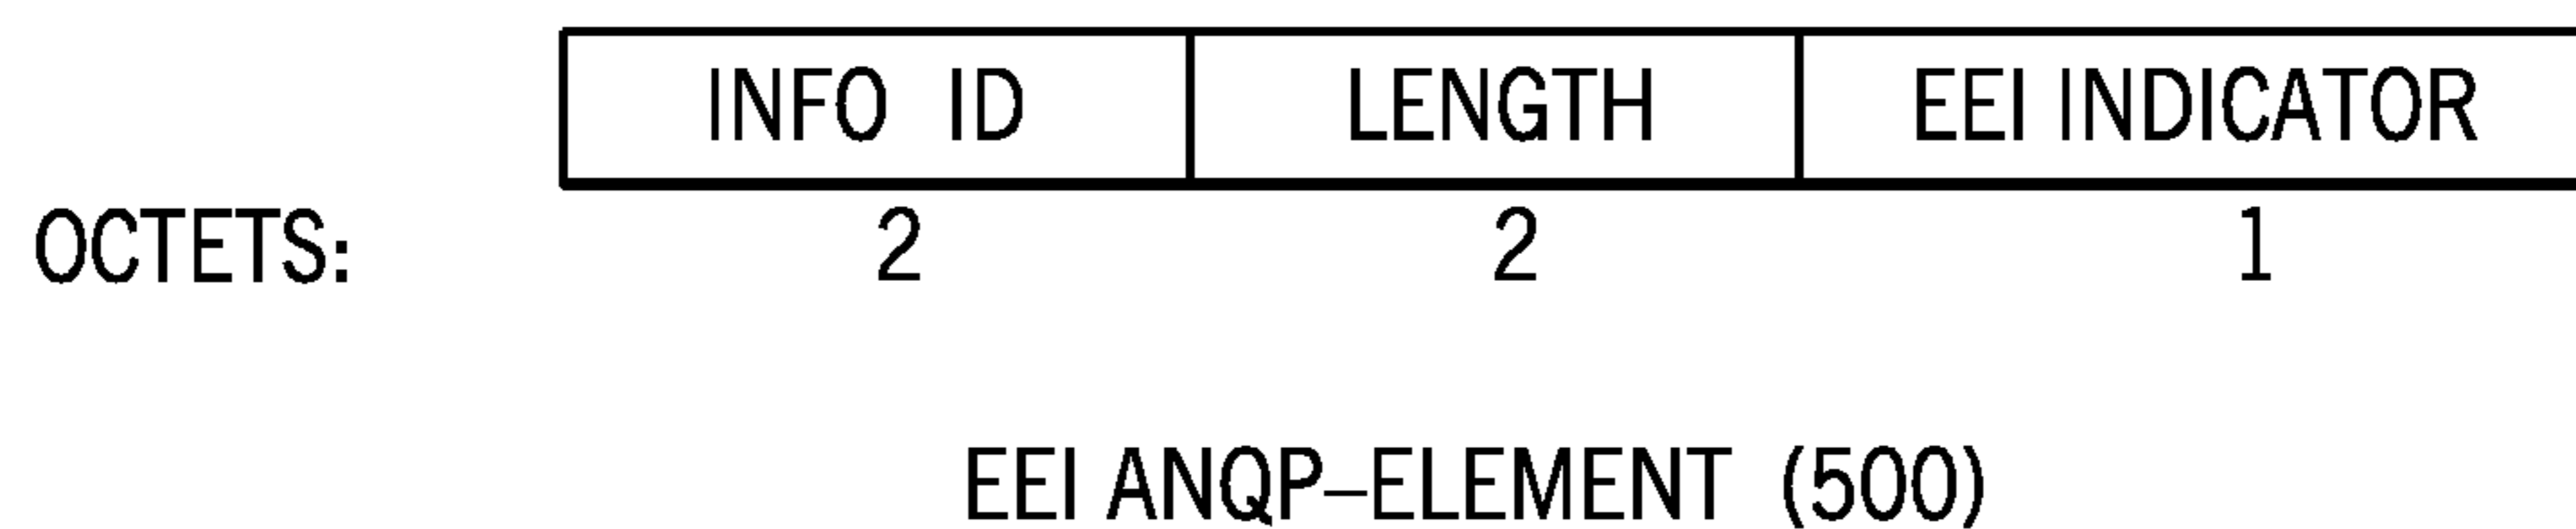 INFO ID LENGTH EEI INDICATOR
OCTETS: 2 2 1
EEI ANQP–ELEMENT (500)